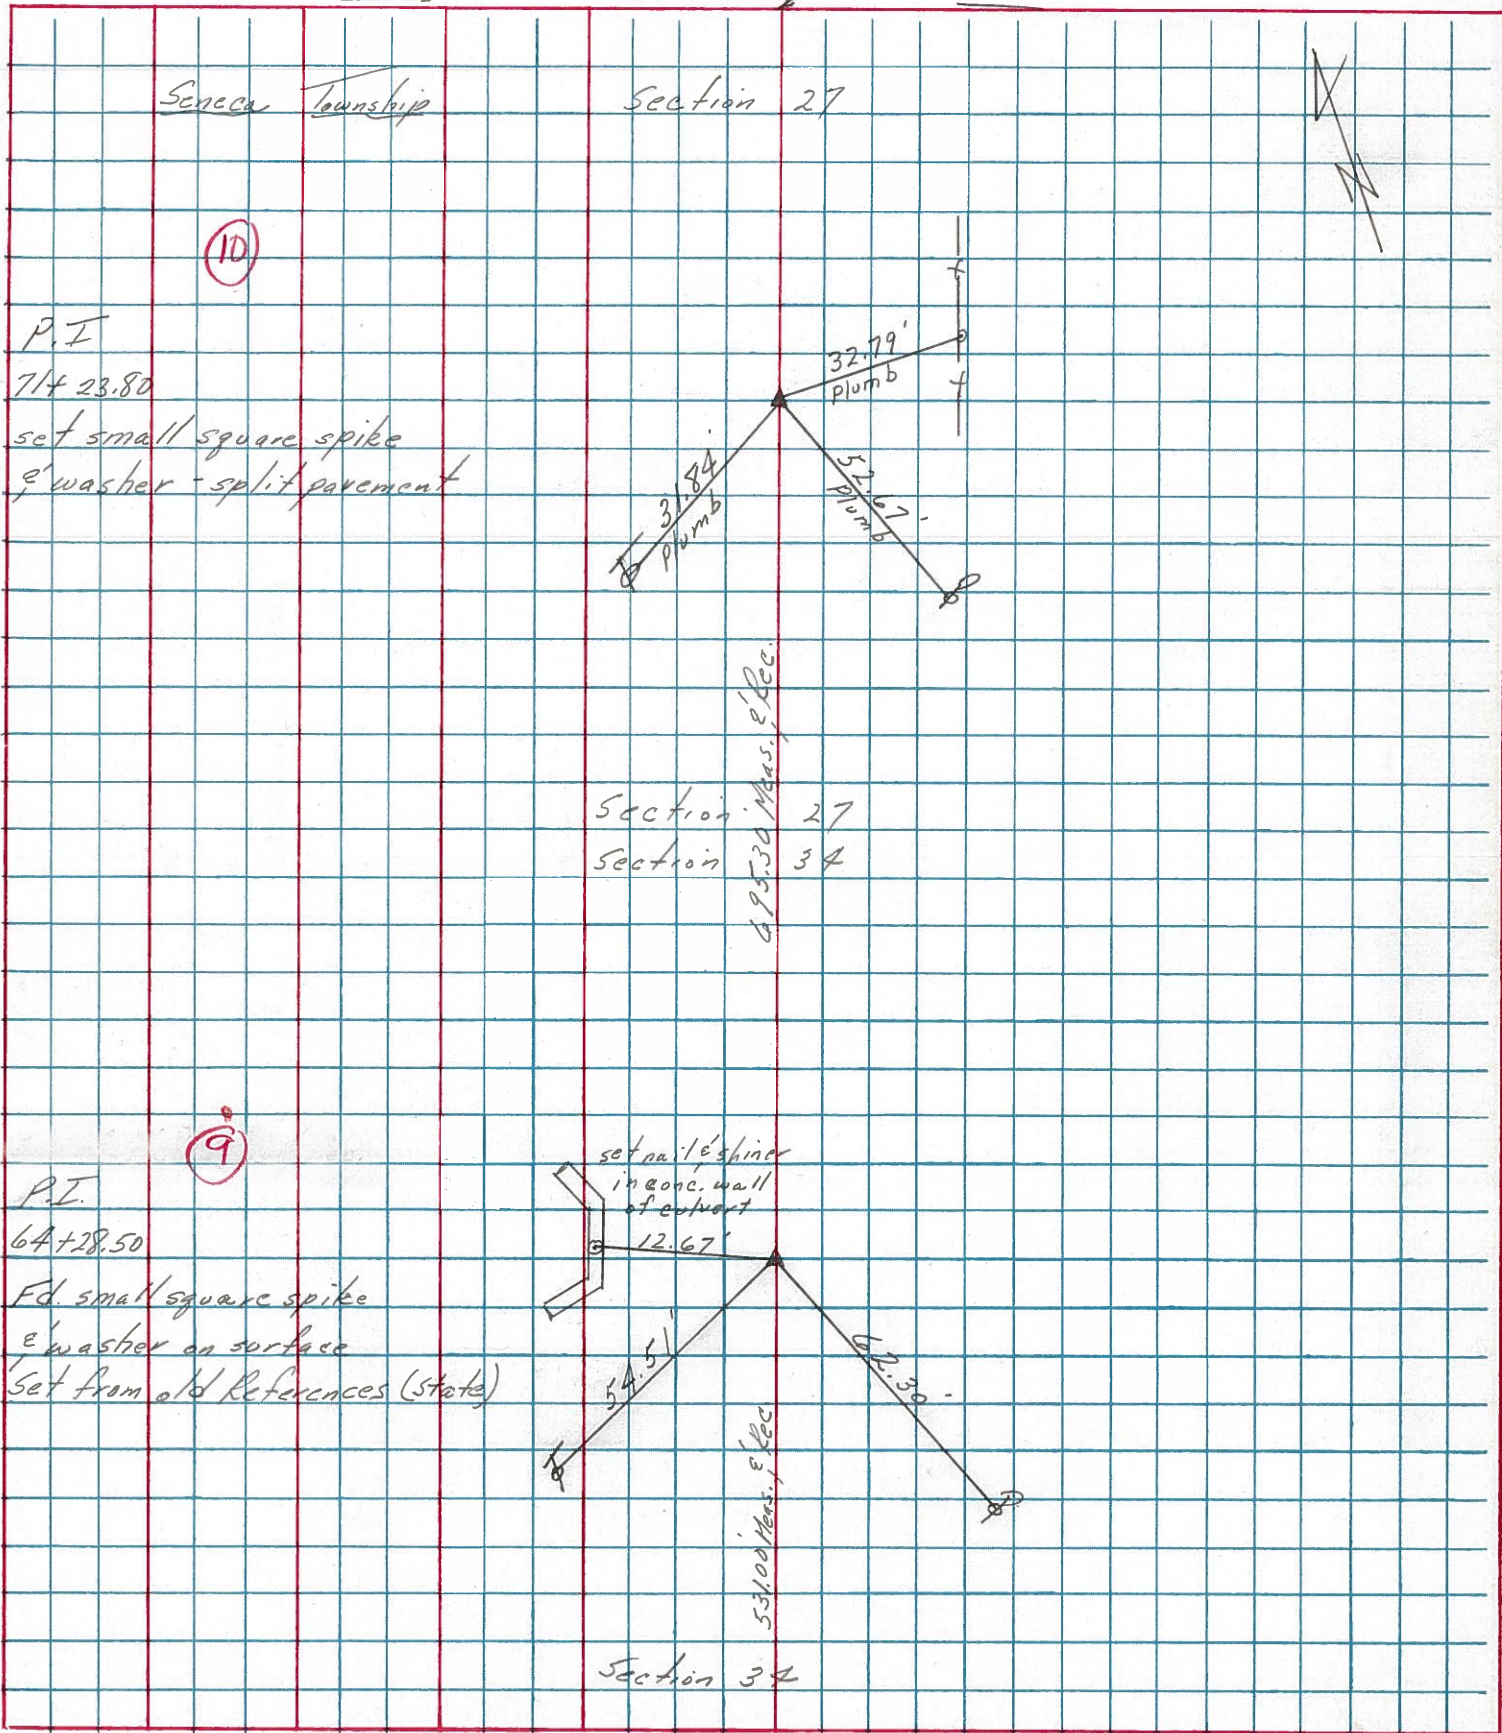 Seneca Township Section 27
10
P.I
71+23.80
set small square spike
& washer - split pavement
32.79'
plumb
31.84'
plumb
52.67'
plumb
695.30 Meas. & Rec.
Section 27
Section 34
9
P.I.
64+28.50
Fd. small square spike
& washer on surface
Set from old References (state)
set nail & shiner
in conc. wall
of culvert
12.67'
54.51'
62.30'
531.00 Meas. & Rec.
Section 34